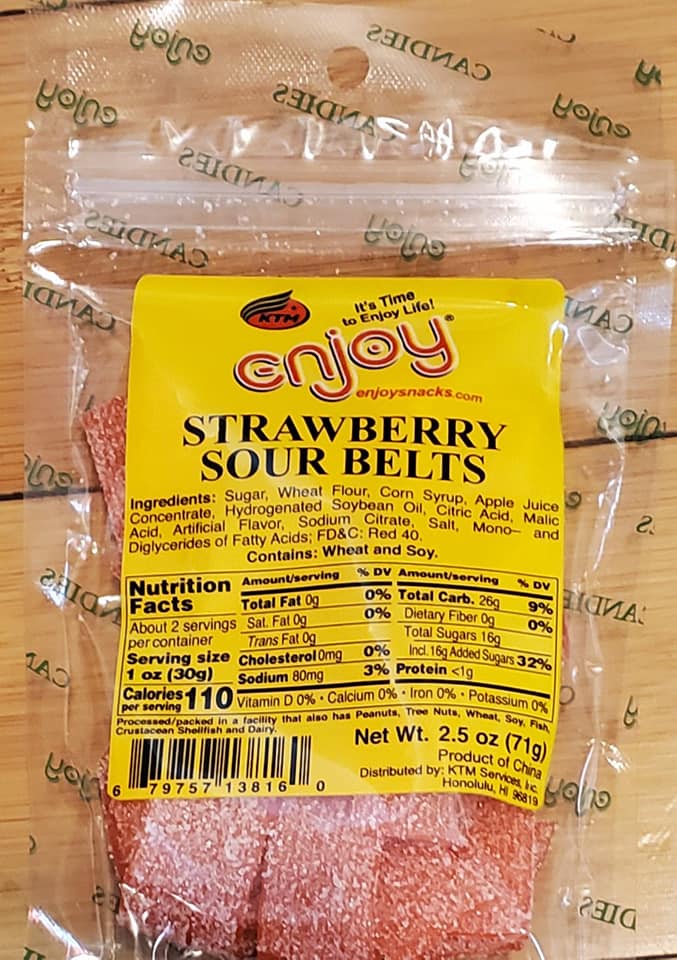 enjoy
CANDIES
enjoy
CANDIES
enjoy
CANDIES
enjoy
CANDIES
enjoy
KTM
It's Time
to Enjoy Life!
enjoy®
enjoysnacks.com
STRAWBERRY
SOUR BELTS
Ingredients: Sugar, Wheat Flour, Corn Syrup, Apple Juice
Concentrate, Hydrogenated Soybean Oil, Citric Acid, Malic
Acid, Artificial Flavor, Sodium Citrate, Salt, Mono- and
Diglycerides of Fatty Acids; FD&C: Red 40.
Contains: Wheat and Soy.
Nutrition
Facts
About 2 servings
per container
Serving size
1 oz (30g)
Calories
per serving 110
Amount/serving % DV
Total Fat 0g 0%
Sat. Fat 0g 0%
Trans Fat 0g
Cholesterol 0mg 0%
Sodium 80mg 3%
Amount/serving % DV
Total Carb. 26g 9%
Dietary Fiber 0g 0%
Total Sugars 16g
Incl. 16g Added Sugars 32%
Protein <1g
Vitamin D 0% • Calcium 0% • Iron 0% • Potassium 0%
Processed/packed in a facility that also has Peanuts, Tree Nuts, Wheat, Soy, Fish,
Crustacean Shellfish and Dairy.
Net Wt. 2.5 oz (71g)
Product of China
Distributed by: KTM Services, Inc.
Honolulu, HI 96819
6 79757 13816 0